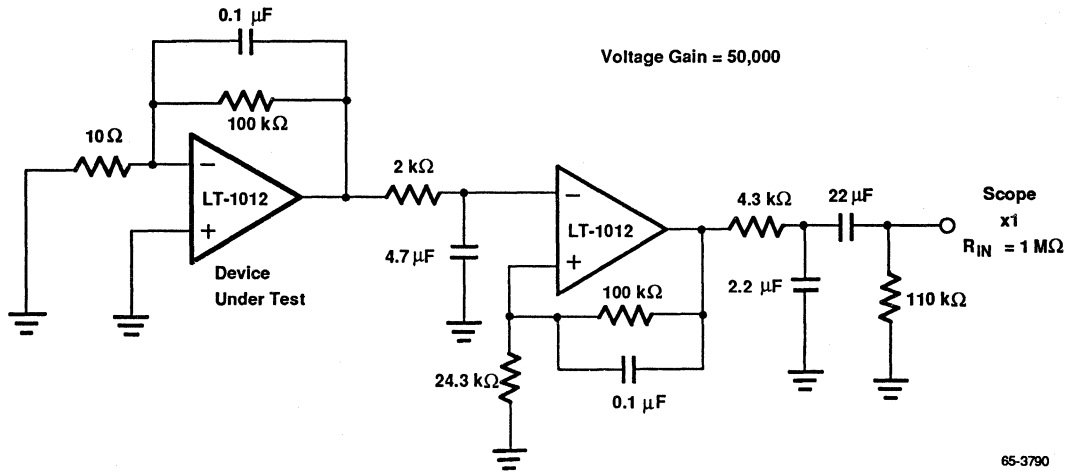 0.1 μF
Voltage Gain = 50,000
100 kΩ
10Ω
−
LT-1012
+
Device
Under Test
2 kΩ
4.7 μF
−
LT-1012
+
100 kΩ
24.3 kΩ
0.1 μF
4.3 kΩ
22 μF
2.2 μF
110 kΩ
Scope
x1
RIN = 1 MΩ
65-3790